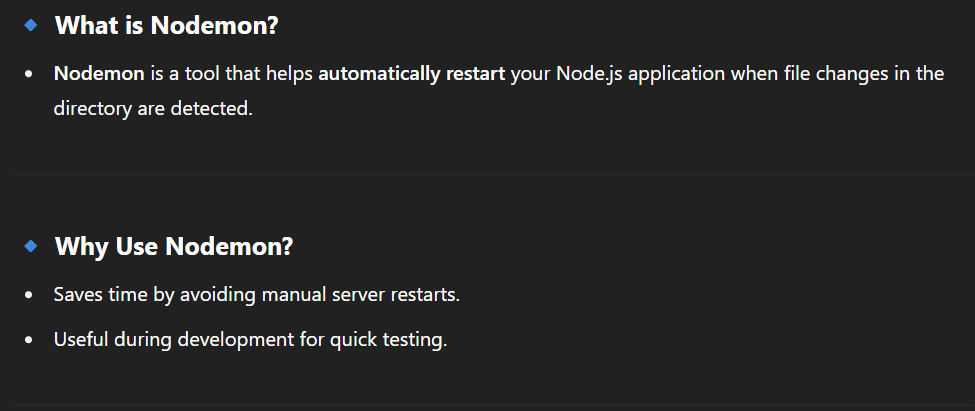 What is Nodemon?
Nodemon is a tool that helps automatically restart your Node.js application when file changes in the
directory are detected.
Why Use Nodemon?
Saves time by avoiding manual server restarts.
Useful during development for quick testing.